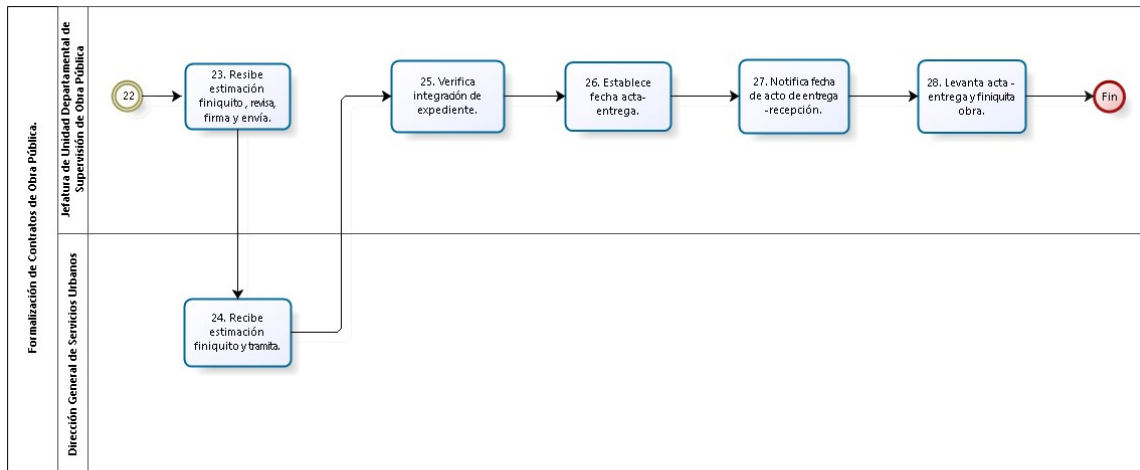 Formalización de Contratos de Obra Pública.
Jefatura de Unidad Departamental de
Supervisión de Obra Pública
22
23. Resibe
estimación
finiquito , revisa,
firma y envía.
25. Verifica
integración de
expediente.
26. Establece
fecha acta-
entrega.
27. Notifica fecha
de acto de entrega
-recepción.
28. Levanta acta -
entrega y finiquita
obra.
Fin
Dirección General de Servicios Urbanos
24. Recibe
estimación
finiquito y tramita.